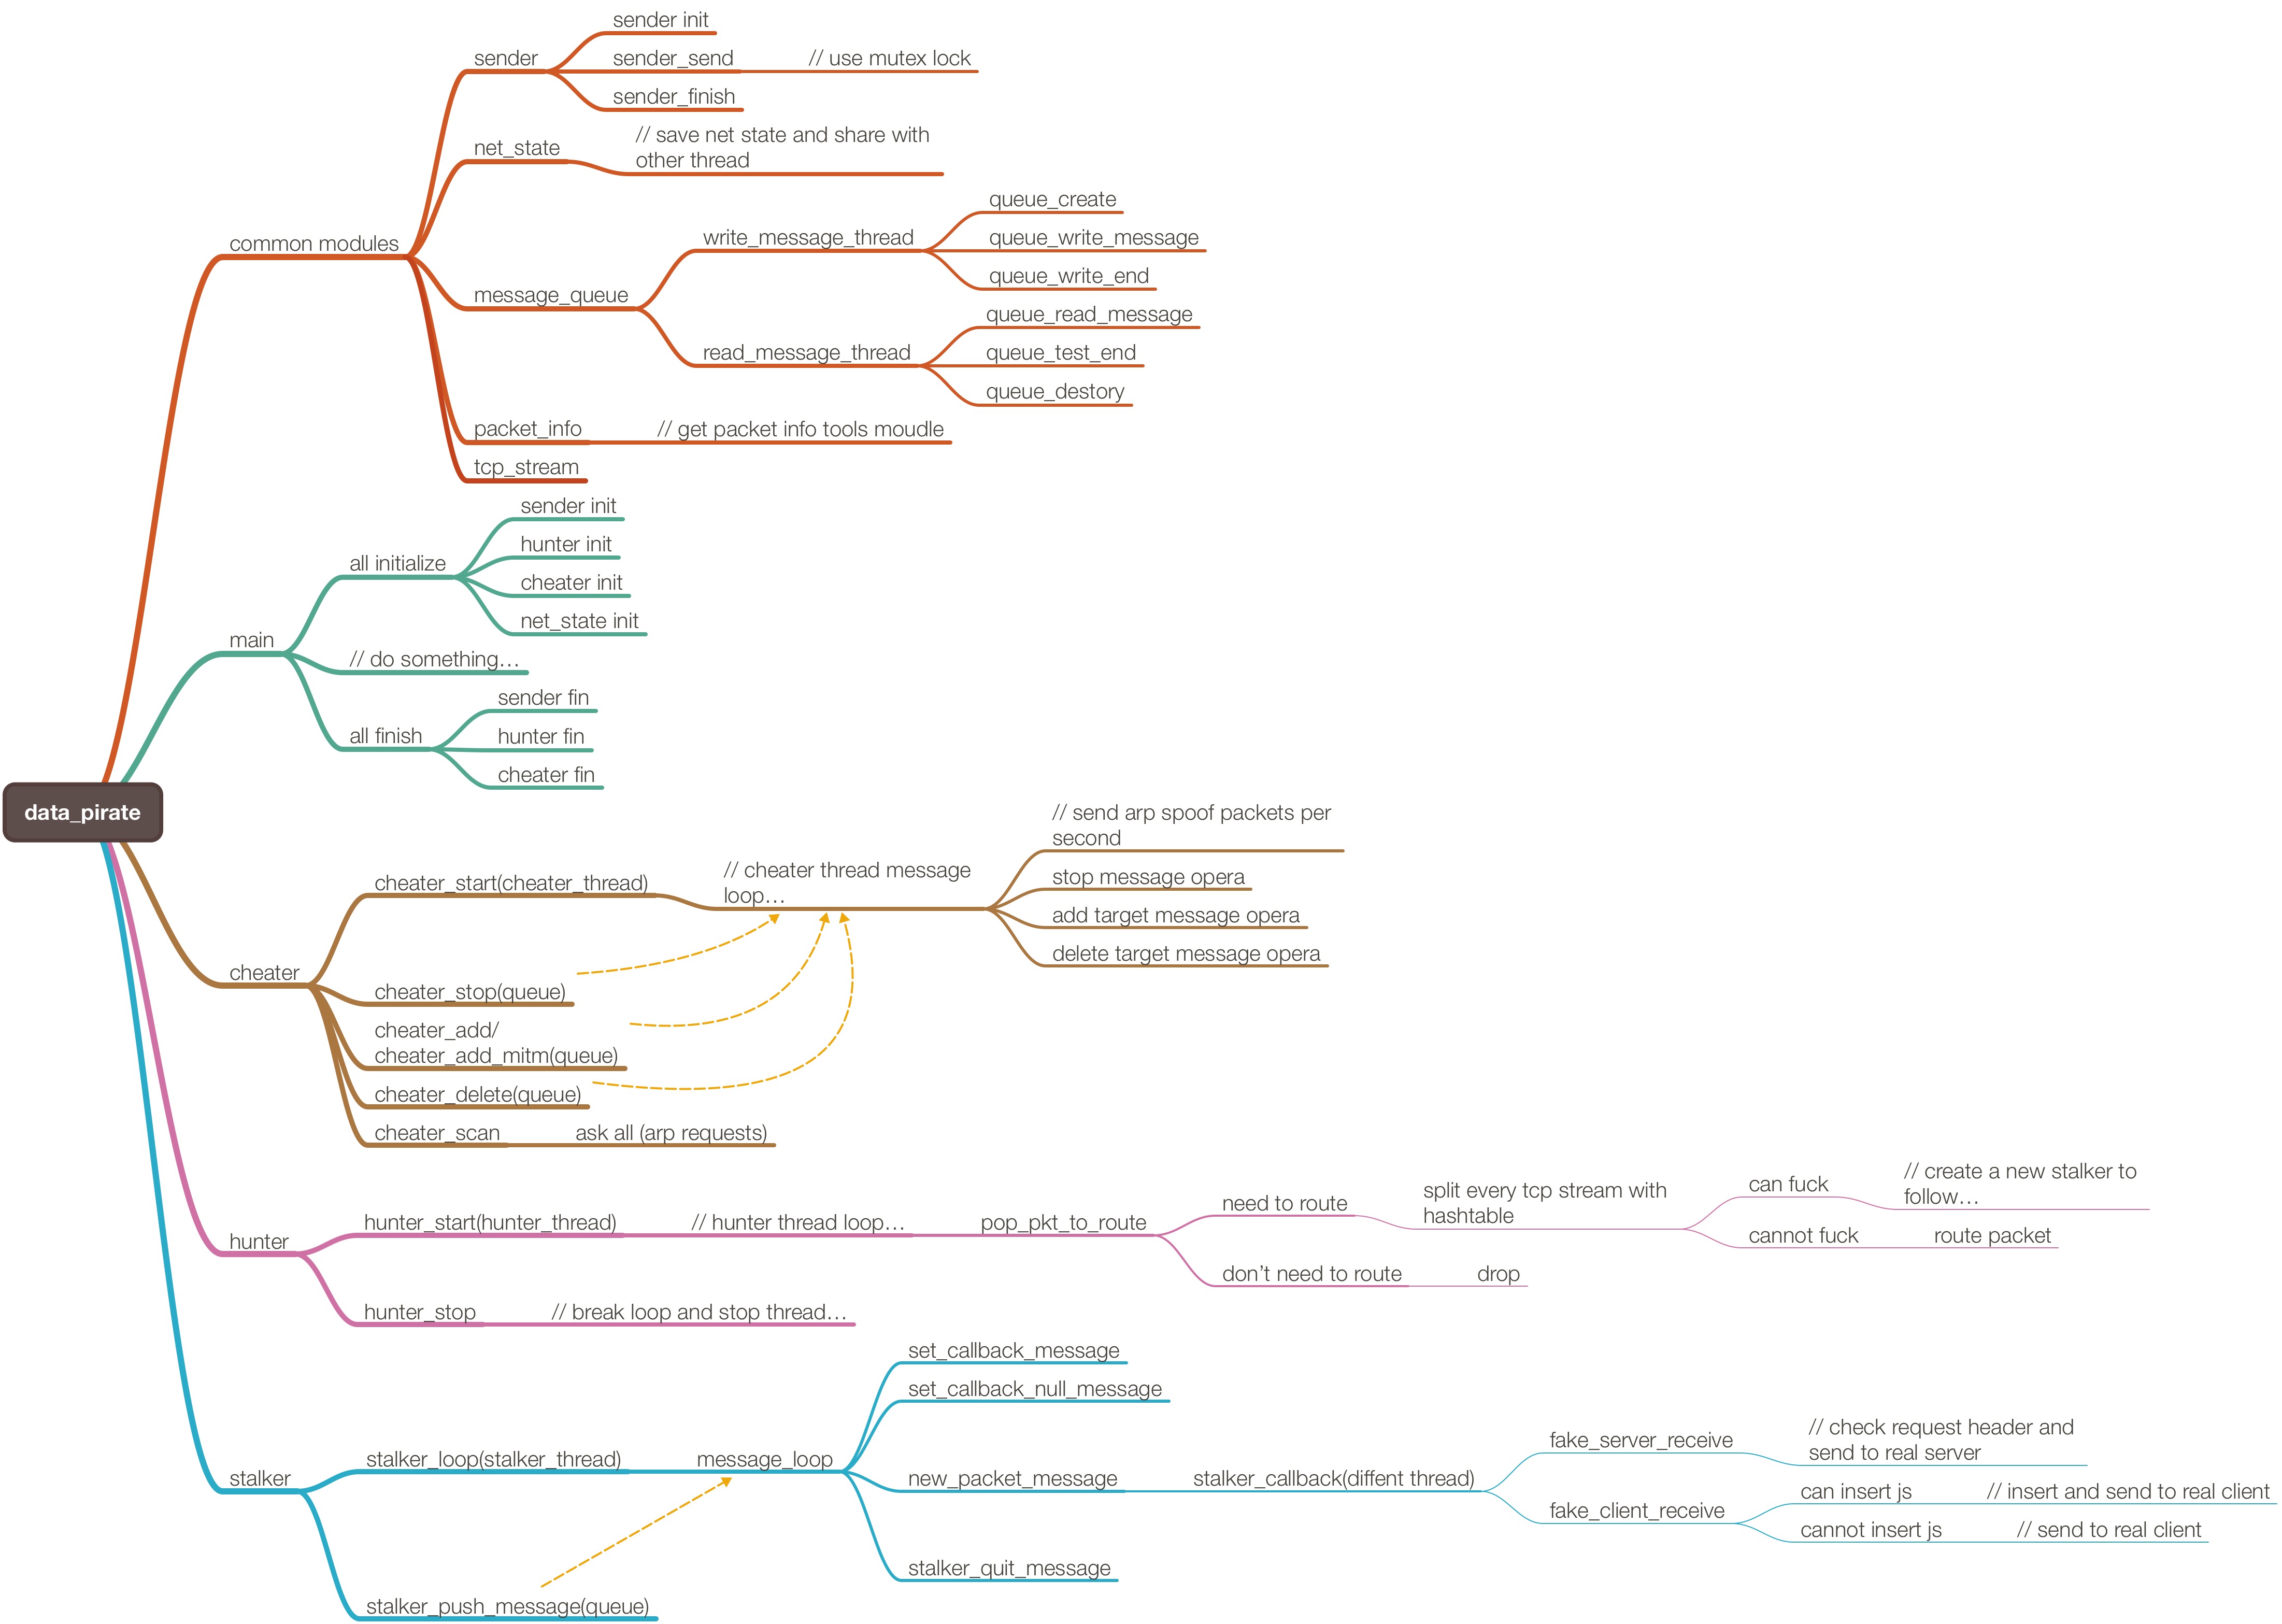 sender init
sender
sender_send
// use mutex lock
sender_finish
net_state
// save net state and share with
other thread
common modules
queue_create
write_message_thread
queue_write_message
queue_write_end
message_queue
queue_read_message
read_message_thread
queue_test_end
queue_destory
packet_info
// get packet info tools moudle
tcp_stream
sender init
hunter init
all initialize
cheater init
net_state init
main
// do something...
sender fin
all finish
hunter fin
cheater fin
data_pirate
// send arp spoof packets per
second
cheater_start(cheater_thread)
// cheater thread message
loop...
stop message opera
add target message opera
delete target message opera
cheater
cheater_stop(queue)
cheater_add/
cheater_add_mitm(queue)
cheater_delete(queue)
cheater_scan
ask all (arp requests)
hunter
hunter_start(hunter_thread)
// hunter thread loop...
pop_pkt_to_route
need to route
split every tcp stream with
hashtable
can fuck
// create a new stalker to
follow...
cannot fuck
route packet
don’t need to route
drop
hunter_stop
// break loop and stop thread...
set_callback_message
set_callback_null_message
stalker
stalker_loop(stalker_thread)
message_loop
new_packet_message
stalker_callback(diffent thread)
fake_server_receive
// check request header and
send to real server
fake_client_receive
can insert js
// insert and send to real client
cannot insert js
// send to real client
stalker_quit_message
stalker_push_message(queue)